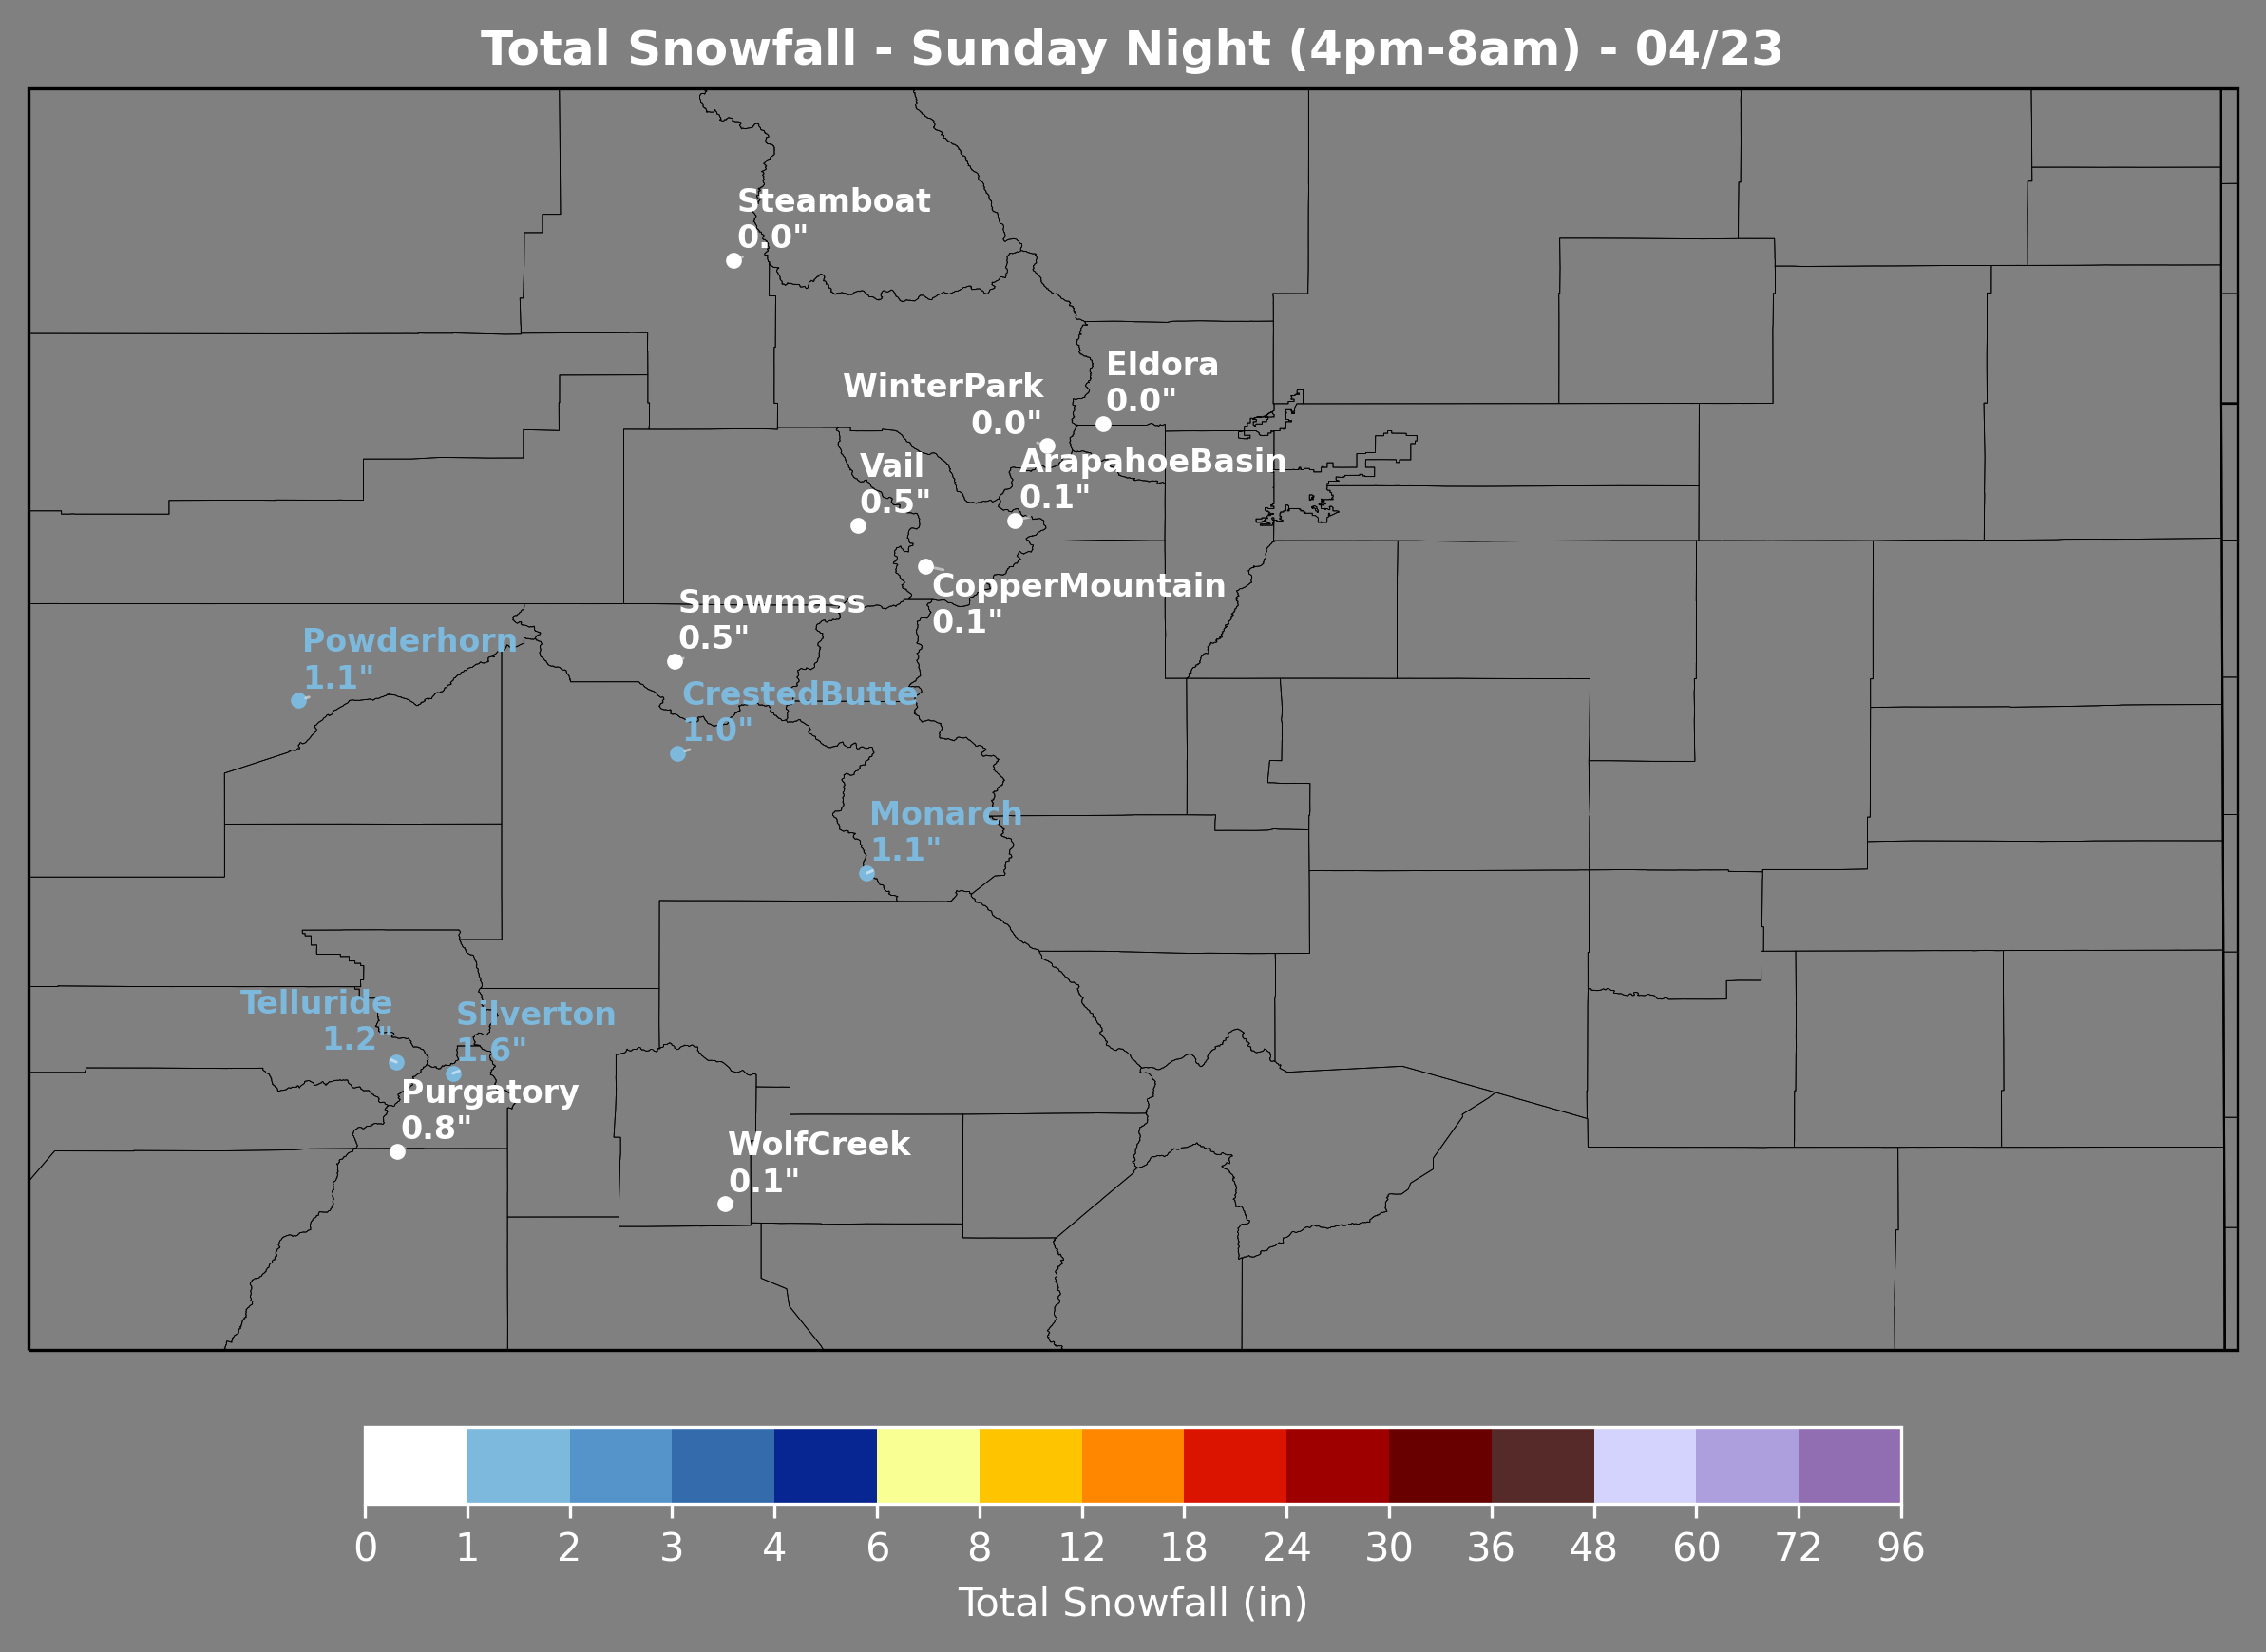 Total Snowfall - Sunday Night (4pm-8am) - 04/23
Steamboat
0.0"
Eldora
0.0"
WinterPark
0.0"
ArapahoeBasin
0.1"
Vail
0.5"
CopperMountain
0.1"
Snowmass
0.5"
Powderhorn
1.1"
CrestedButte
1.0"
Monarch
1.1"
Telluride
1.2"
Silverton
1.6"
Purgatory
0.8"
WolfCreek
0.1"
0 1 2 3 4 6 8 12 18 24 30 36 48 60 72 96
Total Snowfall (in)